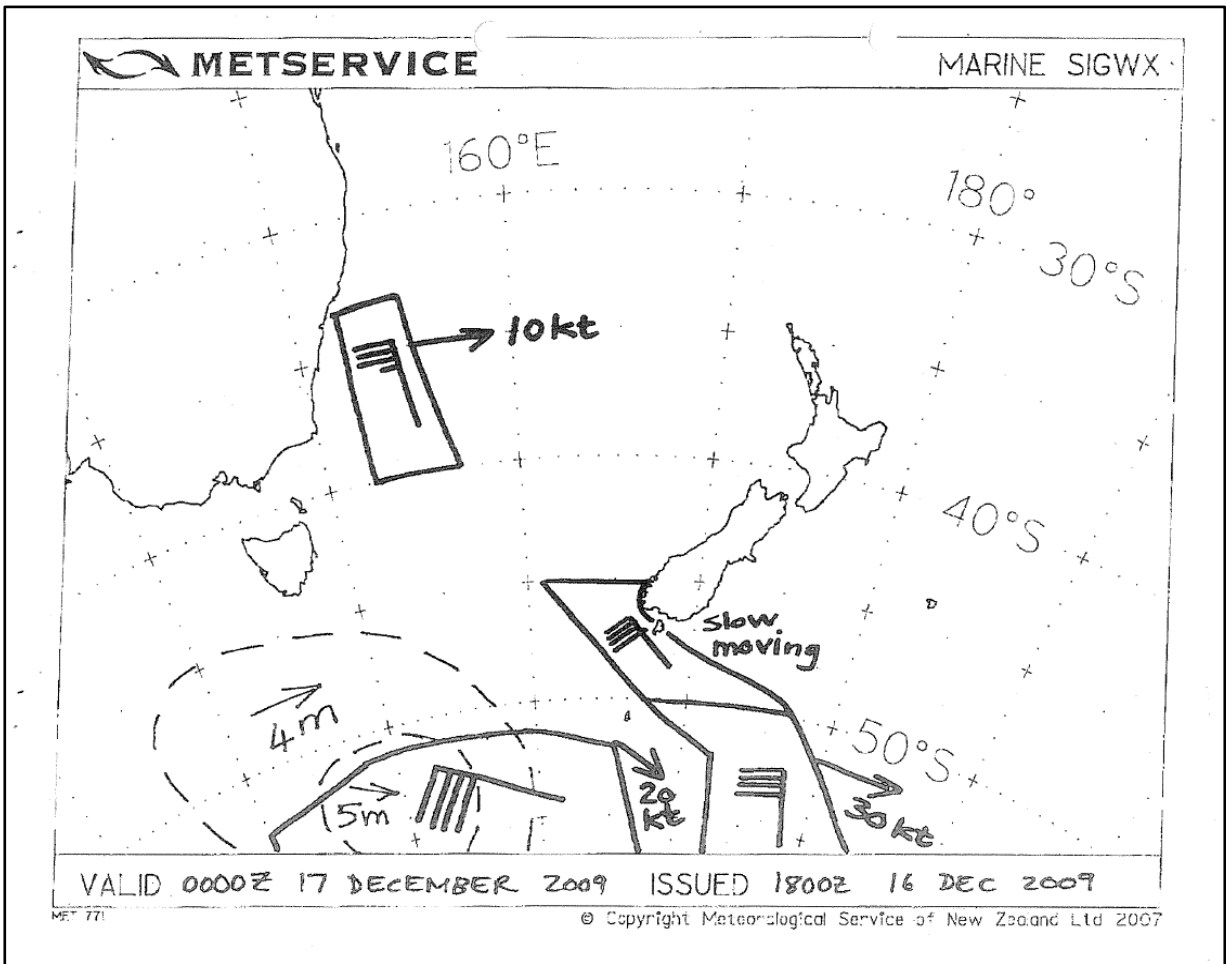 METSERVICE
MARINE SIGWX
160°E
180°
30°S
10kt
40°S
slow
moving
4m
50°S
5m
20
kt
30kt
VALID 0000Z 17 DECEMBER 2009 ISSUED 1800Z 16 DEC 2009
MET 771
© Copyright Meteorological Service of New Zealand Ltd 2007